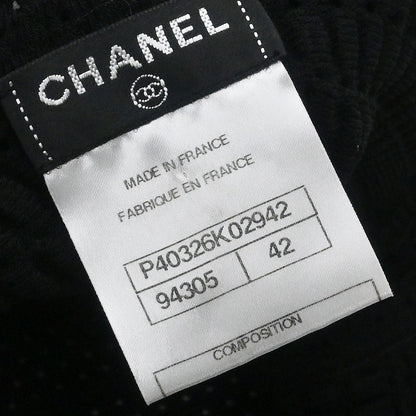 CHANEL
MADE IN FRANCE
FABRIQUE EN FRANCE
P40326K02942
94305 42
COMPOSITION